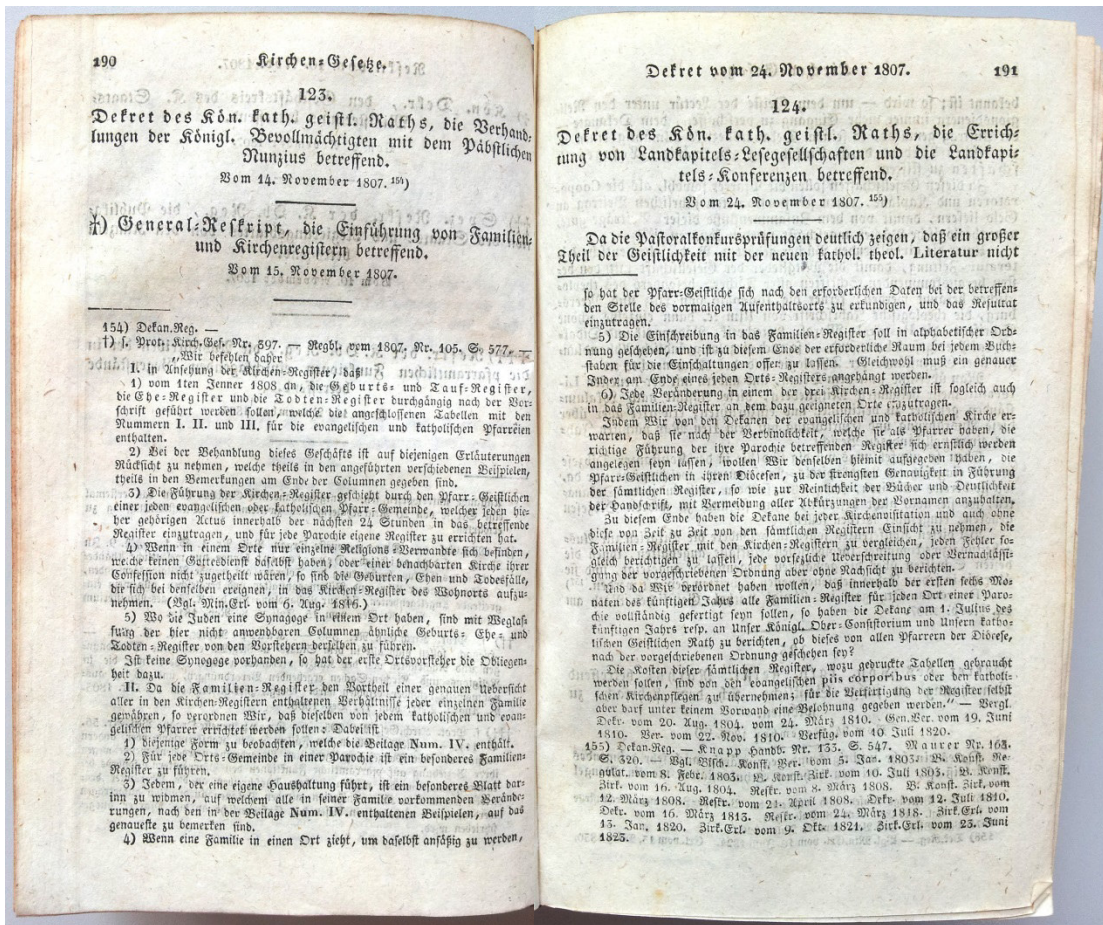 190 Kirchen=Gesetze.
123.
Dekret des Kön. kath. geistl. Raths, die Verhand=
lungen der Königl. Bevollmächtigten mit dem Päbstlichen
Nunzius betreffend.
Vom 14. November 1807. 154)
†) General=Reskript, die Einführung von Familien=
und Kirchenregistern betreffend.
Vom 15. November 1807.
154) Dekan.Reg. —
†) s. Prot. Kirch.Ges. Nr. 597. — Regbl. vom 1807. Nr. 105. S. 577. —
„Wir befehlen daher
I. in Ansehung der Kirchen=Register, daß
1) vom 1ten Jenner 1808 an, die Geburts= und Tauf=Register,
die Ehe=Register und die Todten=Register durchgängig nach der Vor=
schrift geführt werden sollen, welche die angeschlossenen Tabellen mit den
Nummern I. II. und III. für die evangelischen und katholischen Pfarreien
enthalten.
2) Bei der Behandlung dieses Geschäfts ist auf diejenigen Erläuterungen
Rücksicht zu nehmen, welche theils in den angeführten verschiedenen Beispielen,
theils in den Bemerkungen am Ende der Columnen gegeben sind.
3) Die Führung der Kirchen=Register geschieht durch den Pfarr=Geistlichen
einer jeden evangelischen oder katholischen Pfarr=Gemeinde, welcher jeden hie=
her gehörigen Actus innerhalb der nächsten 24 Stunden in das betreffende
Register einzutragen, und für jede Parochie eigene Register zu errichten hat.
4) Wenn in einem Orte nur einzelne Religions=Verwandte sich befinden,
welche keinen Gottesdienst daselbst haben, oder einer benachbarten Kirche ihrer
Confession nicht zugetheilt wären, so sind die Geburten, Ehen und Todesfälle,
die sich bei denselben ereignen, in das Kirchen=Register des Wohnorts aufzu=
nehmen. (Vgl. Min.Erl. vom 6. Aug. 1816.)
5) Wo die Juden eine Synagoge in einem Ort haben, sind mit Weglas=
sung der hier nicht anwendbaren Columnen ähnliche Geburts= Ehe= und
Todten=Register von den Vorstehern derselben zu führen.
Ist keine Synogoge vorhanden, so hat der erste Ortsvorsteher die Obliegen=
heit dazu.
II. Da die Familien=Register den Vortheil einer genauen Uebersicht
aller in den Kirchen=Registern enthaltenen Verhältnisse jeder einzelnen Familie
gewähren, so verordnen Wir, daß dieselben von jedem katholischen und evan=
gelischen Pfarrer errichtet werden sollen. Dabei ist
1) diejenige Form zu beobachten, welche die Beilage Num. IV. enthält.
2) Für jede Orts=Gemeinde in einer Parochie ist ein besonderes Familien=
Register zu führen.
3) Jedem, der eine eigene Haushaltung führt, ist ein besonderes Blatt dar=
inn zu widmen, auf welchem alle in seiner Familie vorkommenden Verände=
rungen, nach den in der Beilage Num. IV. enthaltenen Beispielen, auf das
genaueste zu bemerken sind.
4) Wenn eine Familie in einen Ort zieht, um daselbst ansäßig zu werden,
Dekret vom 24. November 1807. 191
124.
Dekret des Kön. kath. geistl. Raths, die Errich=
tung von Landkapitels=Lesegesellschaften und die Landkapi=
tels=Konferenzen betreffend.
Vom 24. November 1807. 155)
Da die Pastoralkonkursprüfungen deutlich zeigen, daß ein großer
Theil der Geistlichkeit mit der neuen kathol. theol. Literatur nicht
so hat der Pfarr=Geistliche sich nach den erforderlichen Daten bei der betreffen=
den Stelle des vormaligen Aufenthaltsorts zu erkundigen, und das Resultat
einzutragen.
5) Die Einschreibung in das Familien=Register soll in alphabetischer Ord=
nung geschehen, und ist zu diesem Ende der erforderliche Raum bei jedem Buch=
staben für die Einschaltungen offen zu lassen. Gleichwohl muß ein genauer
Index am Ende eines jeden Orts=Registers angehängt werden.
6) Jede Veränderung in einem der drei Kirchen=Register ist sogleich auch
in das Familien=Register an dem dazu geeigneten Orte einzutragen.
Indem Wir von den Dekanen der evangelischen und katholischen Kirche er=
warten, daß sie nach der Verbindlichkeit, welche sie als Pfarrer haben, die
richtige Führung der ihre Parochie betreffenden Register sich ernstlich werden
angelegen seyn lassen, wollen Wir denselben hiemit aufgegeben haben, die
Pfarr=Geistlichen in ihren Diöcesen, zu der strengsten Genauigkeit in Führung
der sämtlichen Register, so wie zur Reinlichkeit der Bücher und Deutlichkeit
der Handschrift, mit Vermeidung aller Abkürzungen der Vornamen anzuhalten.
Zu diesem Ende haben die Dekane bei jeder Kirchenvisitation und auch ohne
diese von Zeit zu Zeit von den sämtlichen Registern Einsicht zu nehmen, die
Familien=Register mit den Kirchen=Registern zu vergleichen, jeden Fehler so=
gleich berichtigen zu lassen, jede vorsezliche Ueberschreitung oder Vernachlässi=
gung der vorgeschriebenen Ordnung aber ohne Nachsicht zu berichten.
Und da Wir verordnet haben wollen, daß innerhalb der ersten sechs Mo=
naten des künftigen Jahrs alle Familien=Register für jeden Ort einer Paro=
chie vollständig gefertigt seyn sollen, so haben die Dekane am 1. Julius des
künftigen Jahrs resp. an Unser Königl. Ober=Consistorium und Unsern katho=
lischen Geistlichen Rath zu berichten, ob dieses von allen Pfarrern der Diöcese,
nach der vorgeschriebenen Ordnung geschehen sey?
Die Kosten dieser sämtlichen Register, wozu gedruckte Tabellen gebraucht
werden sollen, sind von den evangelischen piis corporibus oder den katholi=
schen Kirchenpflegen zu übernehmen; für die Verfertigung der Register selbst
aber darf unter keinem Vorwand eine Belohnung gegeben werden.“ — Vergl.
Dekr. vom 20. Aug. 1804. vom 24. März 1810. Gen.Ver. vom 19. Juni
1810. Ver. vom 22. Nov. 1810. Verfüg. vom 10. Juli 1820.
155) Dekan.Reg. — Knapp Handb. Nr. 133. S. 547. Maurer Nr. 163.
S. 320. — Vgl. Bsch. Konst. Ver. vom 5. Jan. 1803. B. Konst. Re=
gulat. vom 8. Febr. 1803. B. Konst. Zirk. vom 10. Juli 1803. B. Konst.
Zirk. vom 16. Aug. 1804. Reskr. vom 8. März 1808. B. Konst. Zirk. vom
12. März 1808. Reskr. vom 21. April 1808. Dekr. vom 12. Juli 1810.
Dekr. vom 16. März 1813. Reskr. vom 24. März 1818. Zirk.Erl. vom
13. Jan. 1820. Zirk.Erl. vom 9. Okt. 1821. Zirk.Erl. vom 23. Juni
1823.